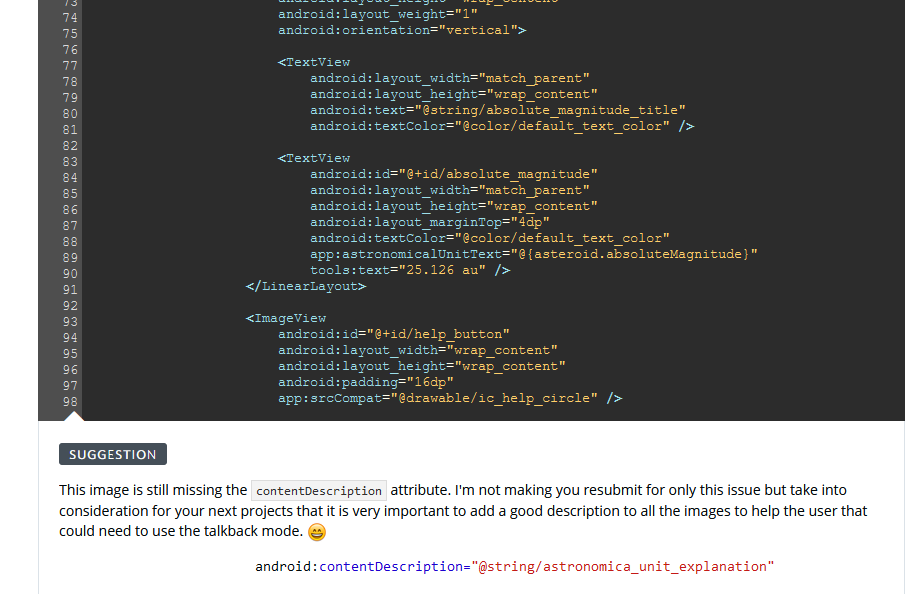 73 android:layout_height="wrap_content"
74 android:layout_weight="1"
75 android:orientation="vertical">
76
77 <TextView
78 android:layout_width="match_parent"
79 android:layout_height="wrap_content"
80 android:text="@string/absolute_magnitude_title"
81 android:textColor="@color/default_text_color" />
82
83 <TextView
84 android:id="@+id/absolute_magnitude"
85 android:layout_width="match_parent"
86 android:layout_height="wrap_content"
87 android:layout_marginTop="4dp"
88 android:textColor="@color/default_text_color"
89 app:astronomicalUnitText="@{asteroid.absoluteMagnitude}"
90 tools:text="25.126 au" />
91 </LinearLayout>
92
93 <ImageView
94 android:id="@+id/help_button"
95 android:layout_width="wrap_content"
96 android:layout_height="wrap_content"
97 android:padding="16dp"
98 app:srcCompat="@drawable/ic_help_circle" />
SUGGESTION
This image is still missing the contentDescription attribute. I'm not making you resubmit for only this issue but take into
consideration for your next projects that it is very important to add a good description to all the images to help the user that
could need to use the talkback mode. 😄
android:contentDescription="@string/astronomica_unit_explanation"